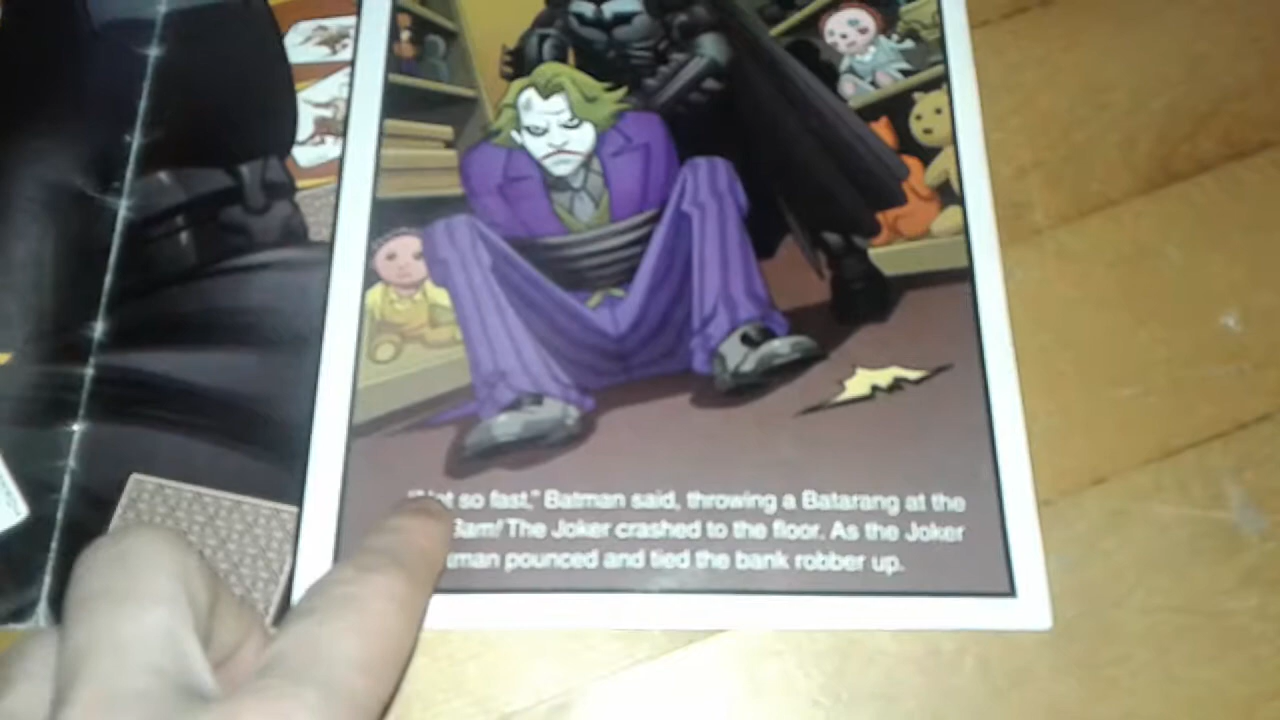 "Not so fast," Batman said, throwing a Batarang at the
Bam! The Joker crashed to the floor. As the Joker
pounced and tied the bank robber up.